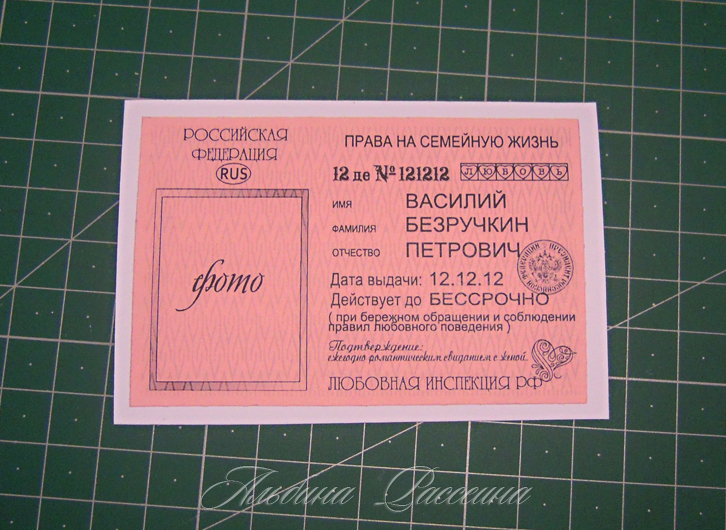 РОССИЙСКАЯ
ФЕДЕРАЦИЯ
RUS
фото
ПРАВА НА СЕМЕЙНУЮ ЖИЗНЬ
12 де № 121212 ЛЮБОВЬ
ИМЯ ВАСИЛИЙ
ФАМИЛИЯ БЕЗРУЧКИН
ОТЧЕСТВО ПЕТРОВИЧ
Дата выдачи: 12.12.12
Действует до БЕССРОЧНО
( при бережном обращении и соблюдении
правил любовного поведения )
Подтверждение:
ежегодно романтическим свиданием с женой.
ЛЮБОВНАЯ ИНСПЕКЦИЯ РФ
Альбина Рассеина